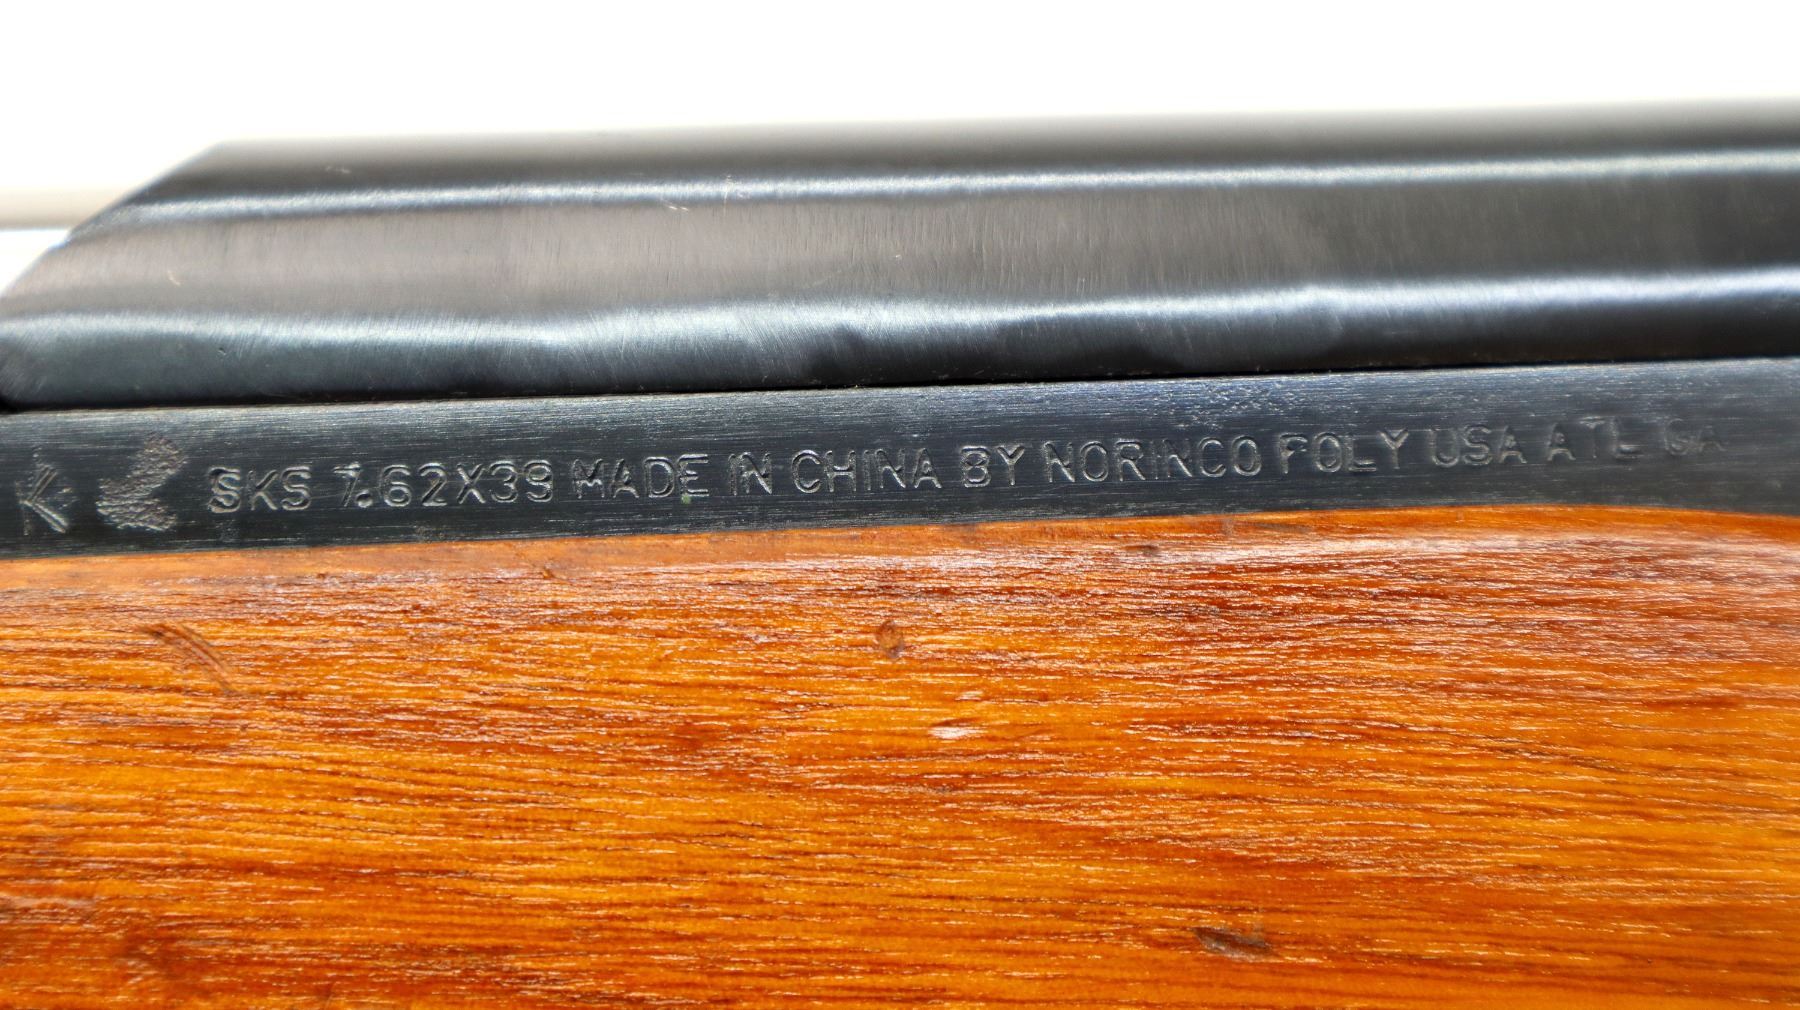 SKS 7.62X39 MADE IN CHINA BY NORINCO POLY USA ATL GA